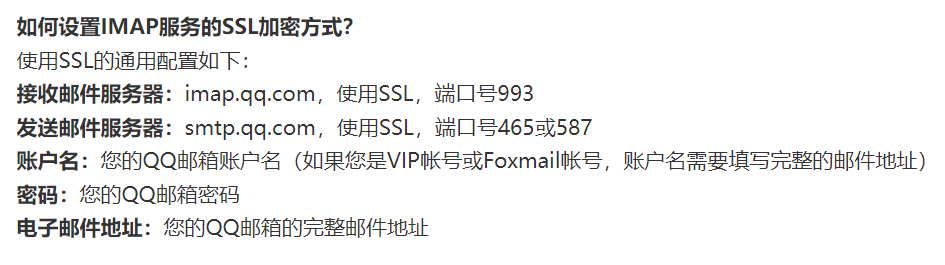 如何设置IMAP服务的SSL加密方式？
使用SSL的通用配置如下：
接收邮件服务器：imap.qq.com，使用SSL，端口号993
发送邮件服务器：smtp.qq.com，使用SSL，端口号465或587
账户名：您的QQ邮箱账户名（如果您是VIP帐号或Foxmail帐号，账户名需要填写完整的邮件地址）
密码：您的QQ邮箱密码
电子邮件地址：您的QQ邮箱的完整邮件地址